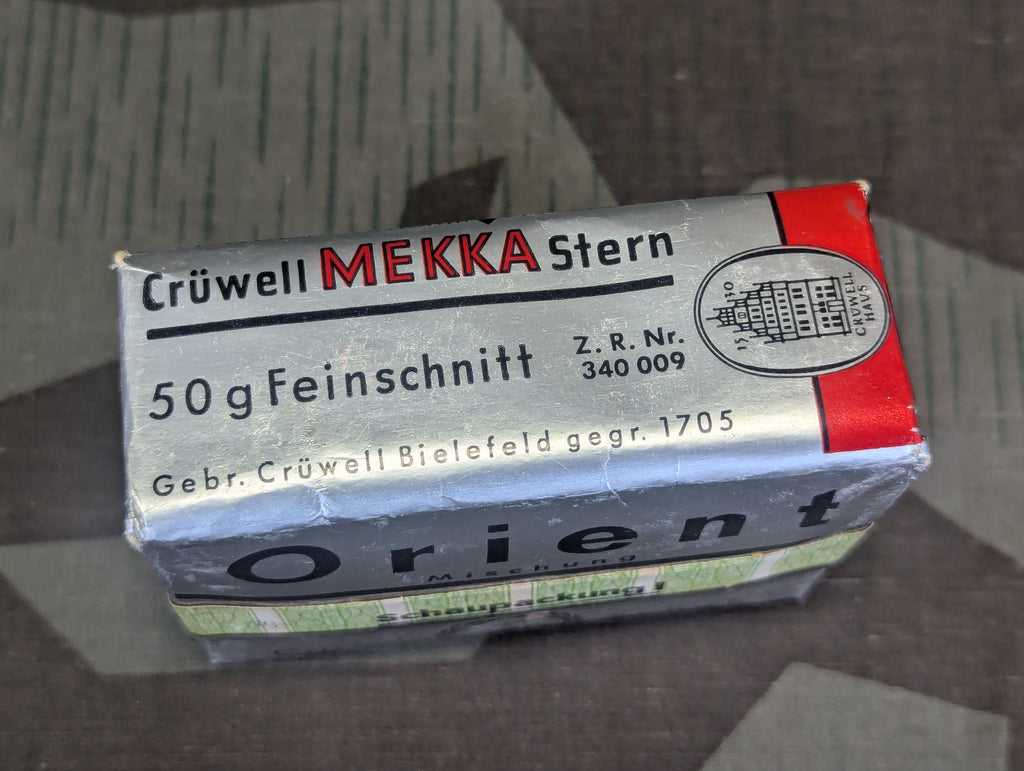 Crüwell MEKKA Stern
50 g Feinschnitt
Z. R. Nr.
340 009
Gebr. Crüwell Bielefeld gegr. 1705
15 30
CRÜWELL
HAUS
Orient
Mischung
Schaupackung!